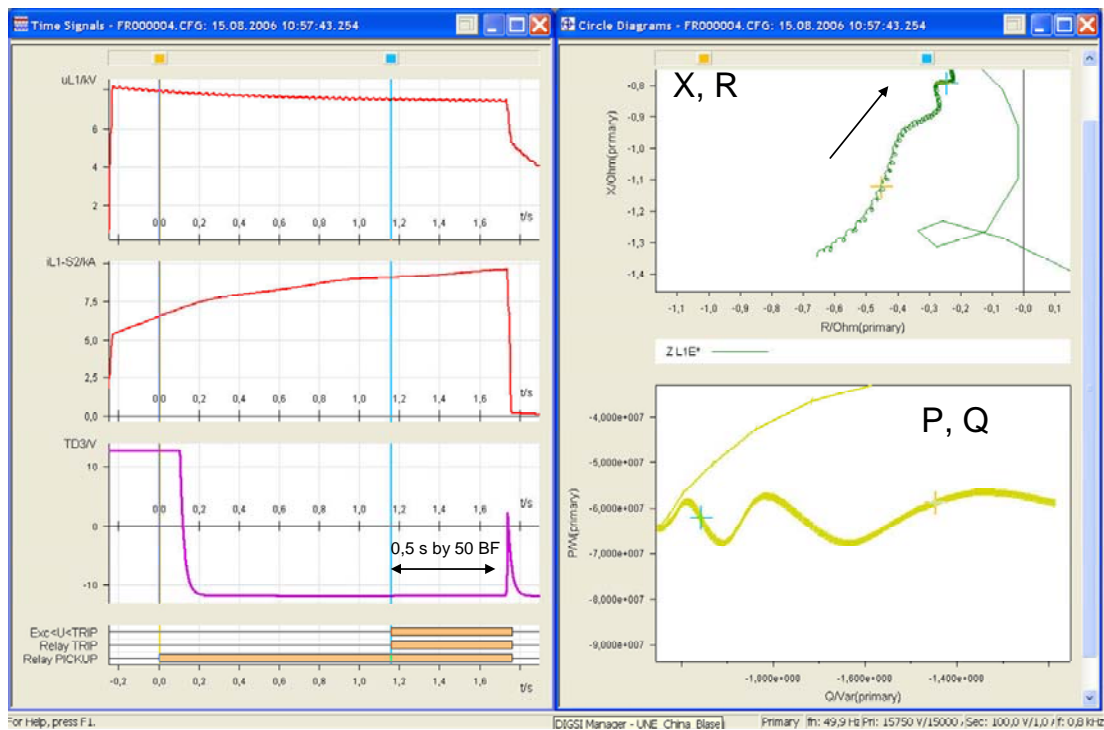 Time Signals - FR000004.CFG: 15.08.2006 10:57:43.254
uL1/kV
6
4
2
0,0 0,2 0,4 0,6 0,8 1,0 1,2 1,4 1,6 t/s
iL1-S2/kA
7,5
5,0
2,5
0,0
0,0 0,2 0,4 0,6 0,8 1,0 1,2 1,4 1,6 t/s
TD3/V
10
0
-10
0,0 0,2 0,4 0,6 0,8 1,0 1,2 1,4 1,6 t/s
0,5 s by 50 BF
Exc<U<TRIP
Relay TRIP
Relay PICKUP
-0,2 0,0 0,2 0,4 0,6 0,8 1,0 1,2 1,4 1,6 t/s
Circle Diagrams - FR000004.CFG: 15.08.2006 10:57:43.254
X, R
X/Ohm(primary)
-0,8
-0,9
-1,0
-1,1
-1,2
-1,3
-1,4
-1,1 -1,0 -0,9 -0,8 -0,7 -0,6 -0,5 -0,4 -0,3 -0,2 -0,1 0,0 0,1
R/Ohm(primary)
Z L1E*
P, Q
P/W(primary)
-4,000e+007
-5,000e+007
-6,000e+007
-7,000e+007
-8,000e+007
-9,000e+007
-1,800e+008 -1,600e+008 -1,400e+008
Q/Var(primary)
For Help, press F1.
DIGSI Manager - UNE_China_Blase
Primary fn: 49,9 Hz Pri: 15750 V/15000 Sec: 100,0 V/1,0 f: 0,8 kHz